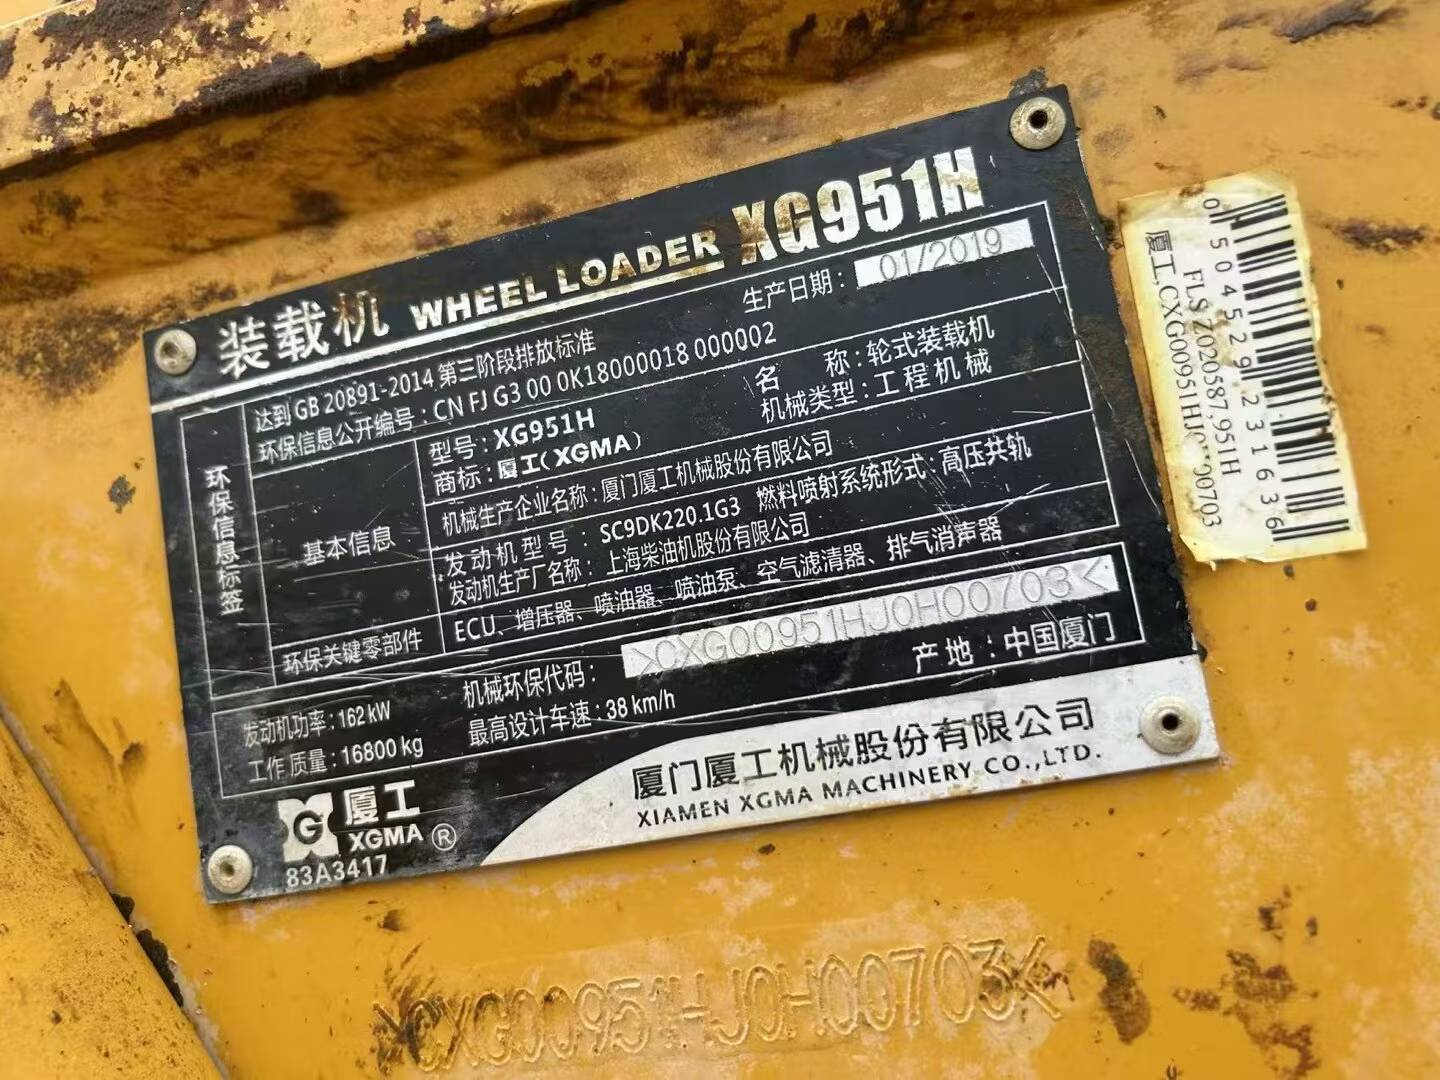 装载机 WHEEL LOADER XG951H
生产日期： 01/2019
达到 GB 20891-2014 第三阶段排放标准
环保信息公开编号：CN FJ G3 00 0K18000018 000002
环保信息标签
基本信息
型号：XG951H 名 称：轮式装载机
商标：厦工(XGMA) 机械类型：工程机械
机械生产企业名称：厦门厦工机械股份有限公司
发动机型号：SC9DK220.1G3 燃料喷射系统形式：高压共轨
发动机生产厂名称：上海柴油机股份有限公司
环保关键零部件 ECU、增压器、喷油器、喷油泵、空气滤清器、排气消声器
发动机功率：162 kW 机械环保代码：>CXG00951HJ0H00703<
工作质量：16800 kg 最高设计车速：38 km/h 产地：中国厦门
厦工
XGMA ®
83A3417
厦门厦工机械股份有限公司
XIAMEN XGMA MACHINERY CO.,LTD.
0504529231636
FLSZ020587,951H
厦工,CXG00951HJ0H00703
>CXG00951HJ0H00703<